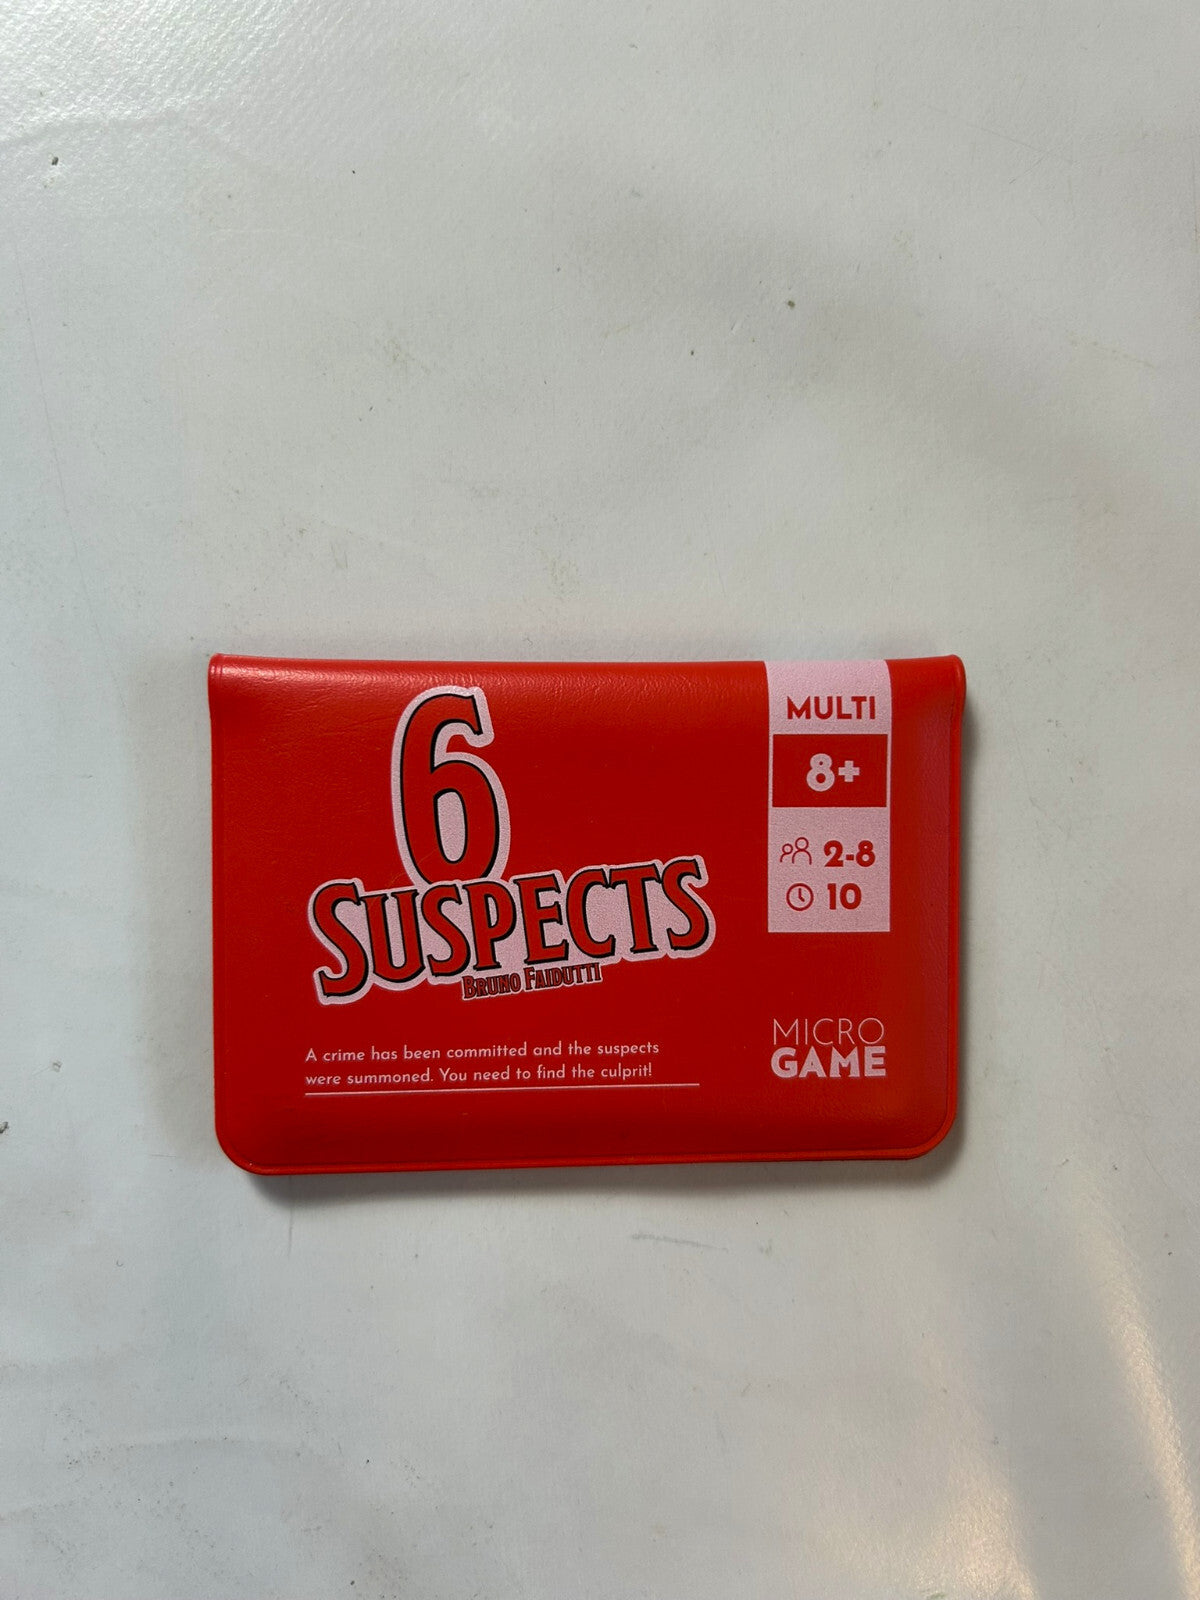 6
SUSPECTS
BRUNO FAIDUTTI
A crime has been committed and the suspects
were summoned. You need to find the culprit!
MULTI
8+
2-8
10
MICRO
GAME